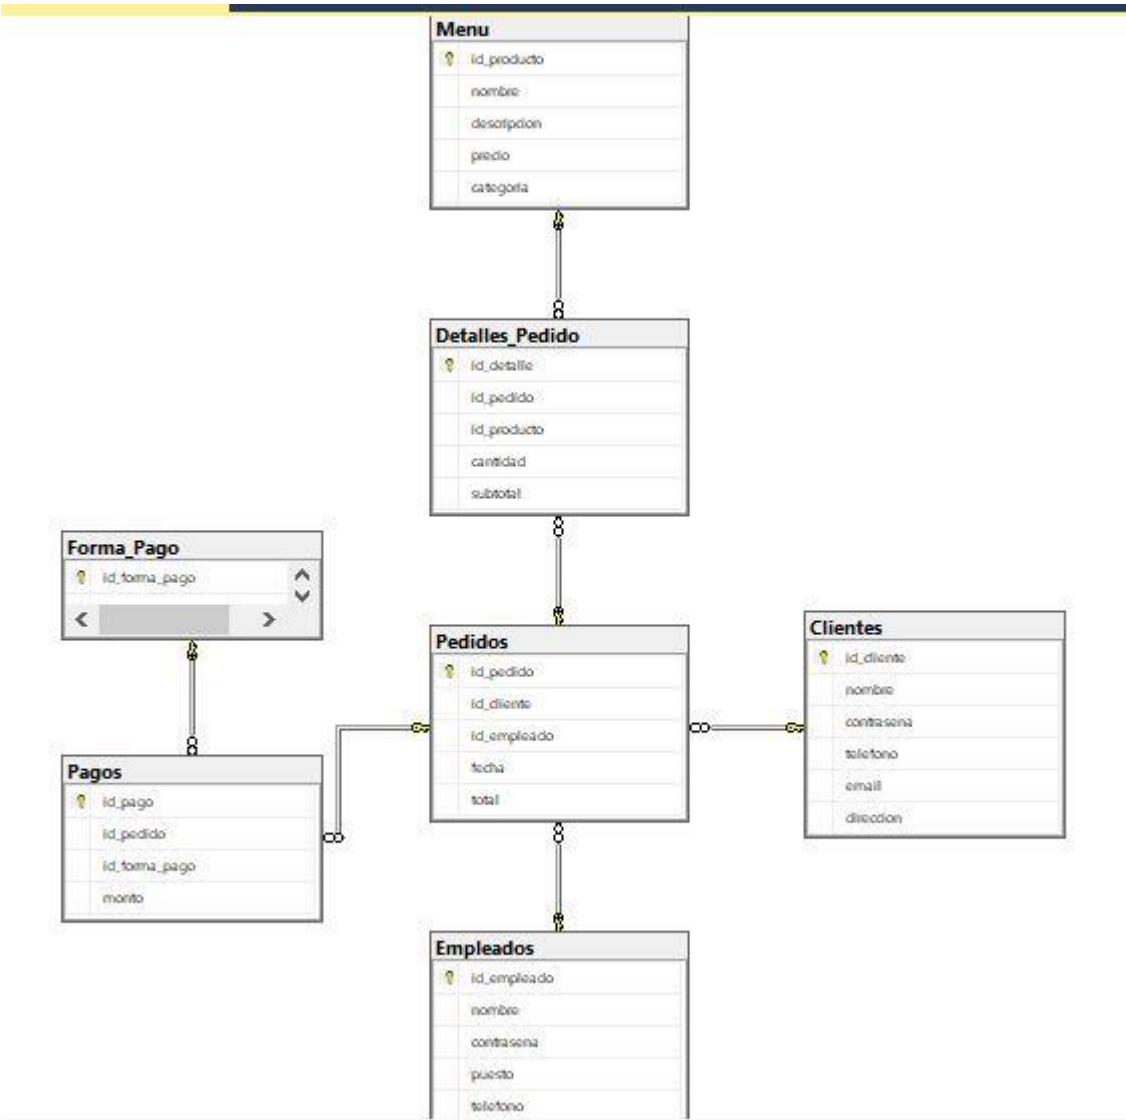 Menu
id_producto
nombre
descripcion
precio
categoria
Detalles_Pedido
id_detalle
id_pedido
id_producto
cantidad
subtotal
Forma_Pago
id_forma_pago
Pedidos
id_pedido
id_cliente
id_empleado
fecha
total
Clientes
id_cliente
nombre
contrasena
telefono
email
direccion
Pagos
id_pago
id_pedido
id_forma_pago
monto
Empleados
id_empleado
nombre
contrasena
puesto
telefono